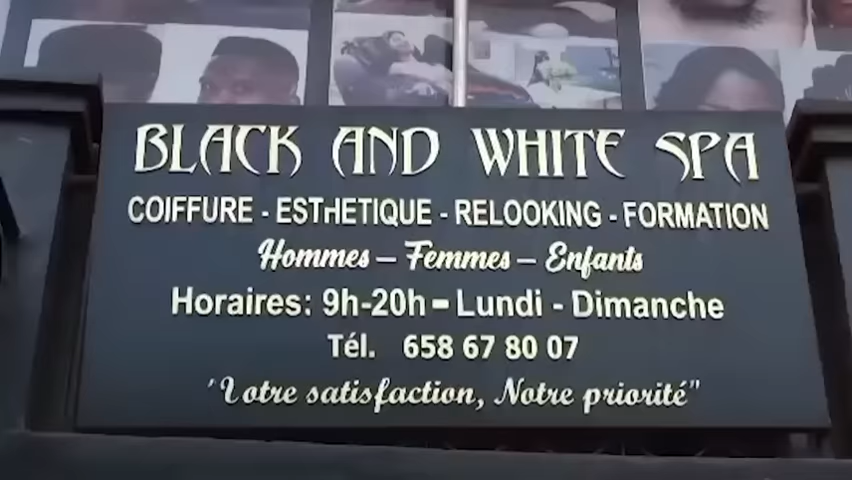 BLACK AND WHITE SPA
COIFFURE - ESTHETIQUE - RELOOKING - FORMATION
Hommes – Femmes – Enfants
Horaires: 9h-20h - Lundi - Dimanche
Tél. 658 67 80 07
"Votre satisfaction, Notre priorité"